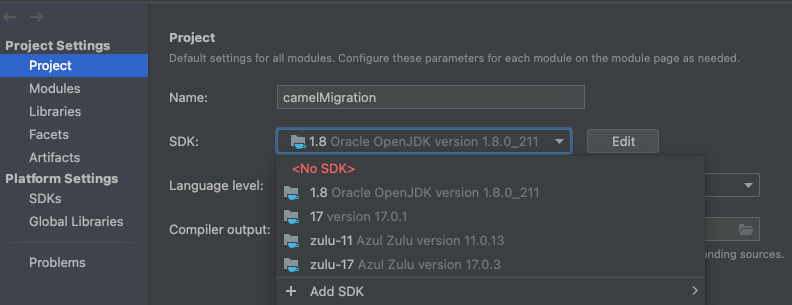 Project Settings
Project
Modules
Libraries
Facets
Artifacts
Platform Settings
SDKs
Global Libraries
Problems
Project
Default settings for all modules. Configure these parameters for each module on the module page as needed.
Name: camelMigration
SDK: 1.8 Oracle OpenJDK version 1.8.0_211 Edit
<No SDK>
Language level:
1.8 Oracle OpenJDK version 1.8.0_211
17 version 17.0.1
Compiler output:
zulu-11 Azul Zulu version 11.0.13
onding sources.
zulu-17 Azul Zulu version 17.0.3
+ Add SDK